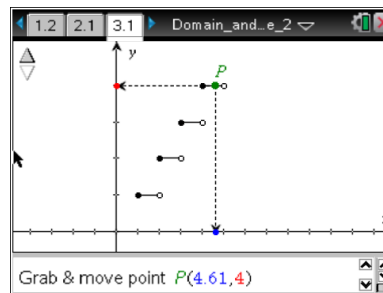 1.2 2.1 3.1 Domain_and…e_2
y
P
Grab & move point P(4.61,4)